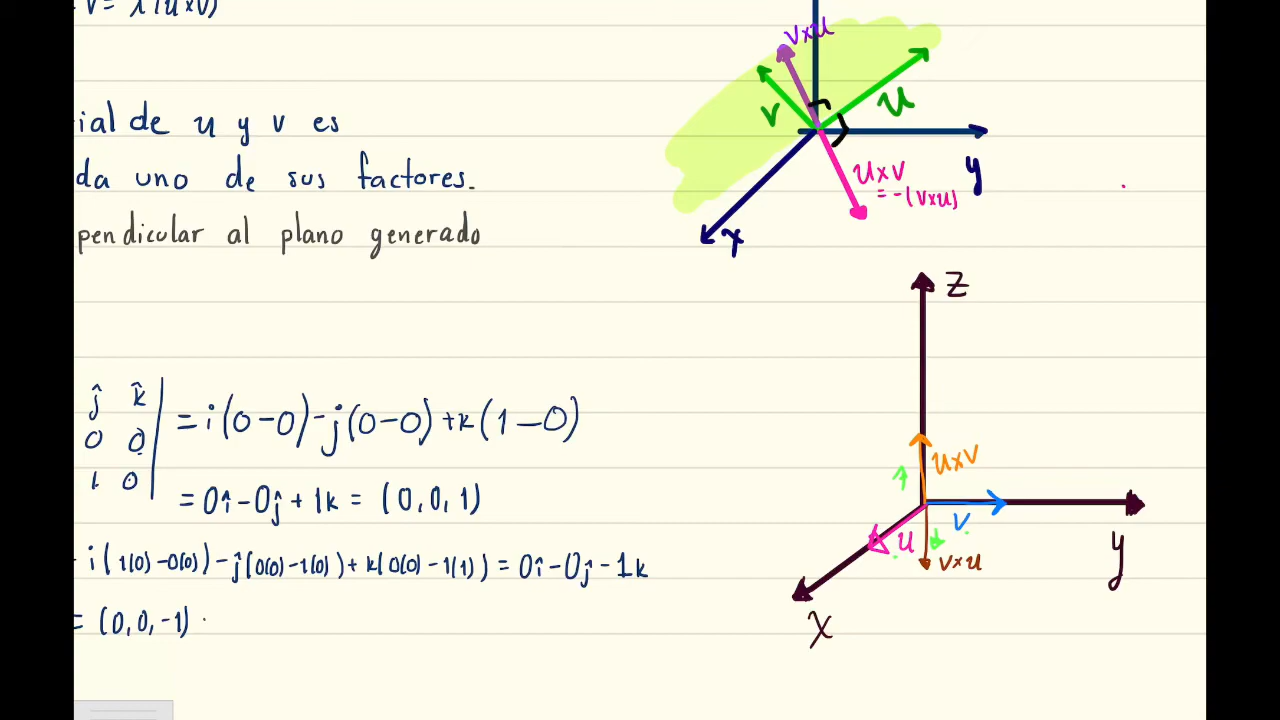 V = λ(U×V)
ial de u y v es
da uno de sus factores.
pendicular al plano generado
ĵ k̂
0 0
1 0
= i(0-0) - j(0-0) + k(1-0)
= 0î - 0ĵ + 1k = (0, 0, 1)
- i(1(0) - 0(0)) - ĵ(0(0) - 1(0)) + k(0(0) - 1(1)) = 0î - 0ĵ - 1k
= (0, 0, -1)
V×U
V
U
U×V
= -(V×U)
y
x
Z
U×V
V
U
V×U
y
X